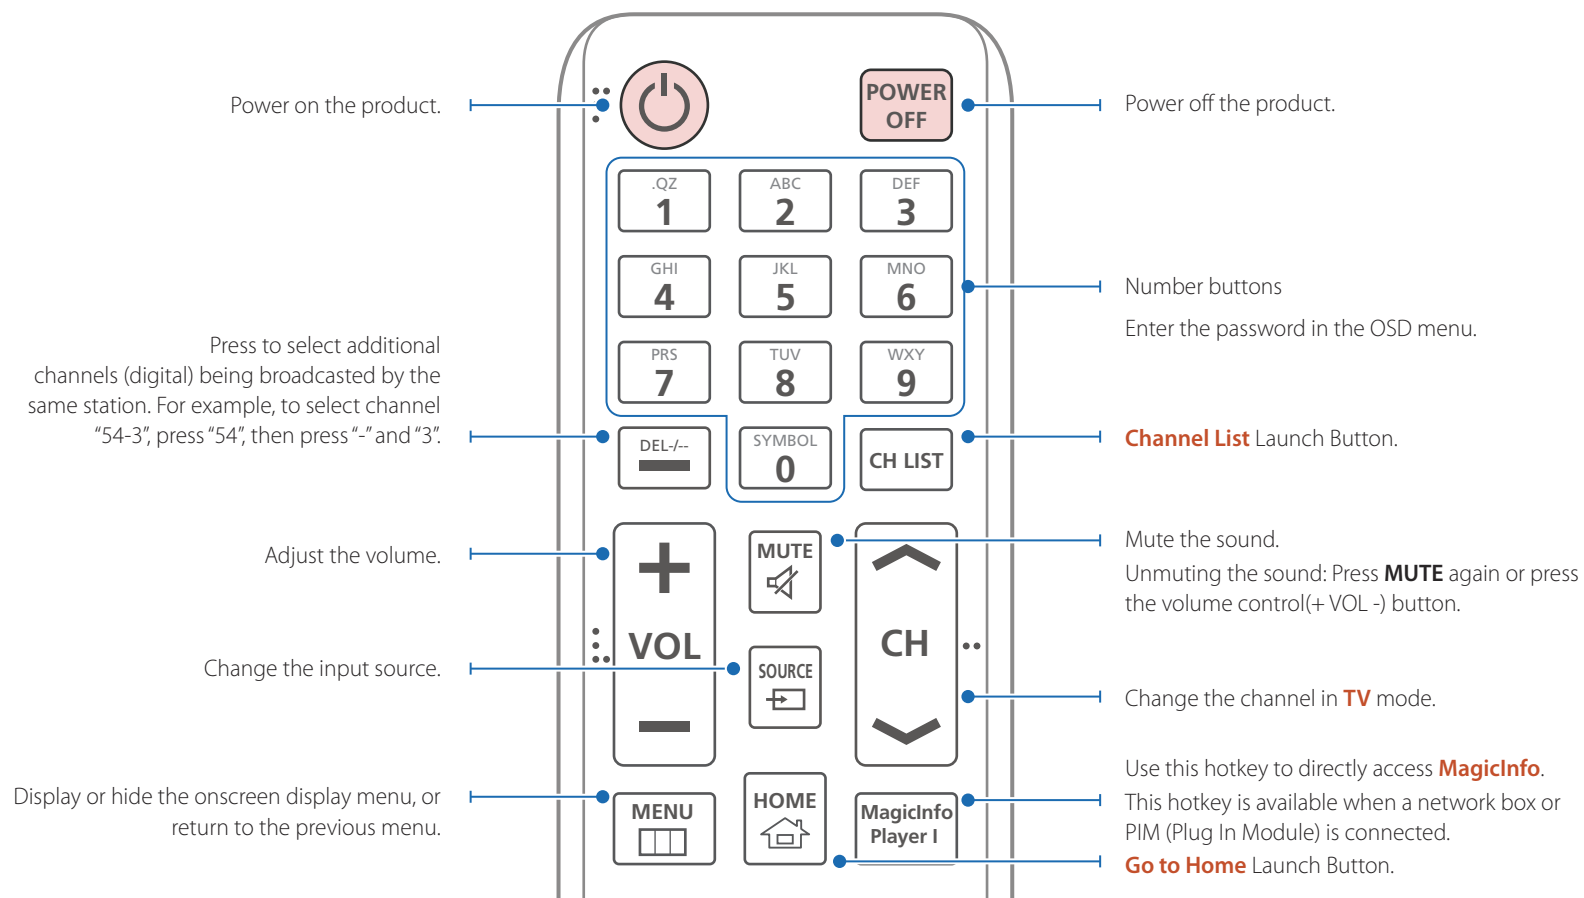 Power on the product.
POWER
OFF
Power off the product.
.QZ
1
ABC
2
DEF
3
GHI
4
JKL
5
MNO
6
Number buttons
Enter the password in the OSD menu.
PRS
7
TUV
8
WXY
9
Press to select additional
channels (digital) being broadcasted by the
same station. For example, to select channel
“54-3”, press “54”, then press “-” and “3”.
DEL-/--
SYMBOL
0
CH LIST
Channel List Launch Button.
Adjust the volume.
+
VOL
MUTE
CH
Mute the sound.
Unmuting the sound: Press MUTE again or press
the volume control(+ VOL -) button.
Change the input source.
SOURCE
Change the channel in TV mode.
Display or hide the onscreen display menu, or
return to the previous menu.
MENU
HOME
MagicInfo
Player I
Use this hotkey to directly access MagicInfo.
This hotkey is available when a network box or
PIM (Plug In Module) is connected.
Go to Home Launch Button.